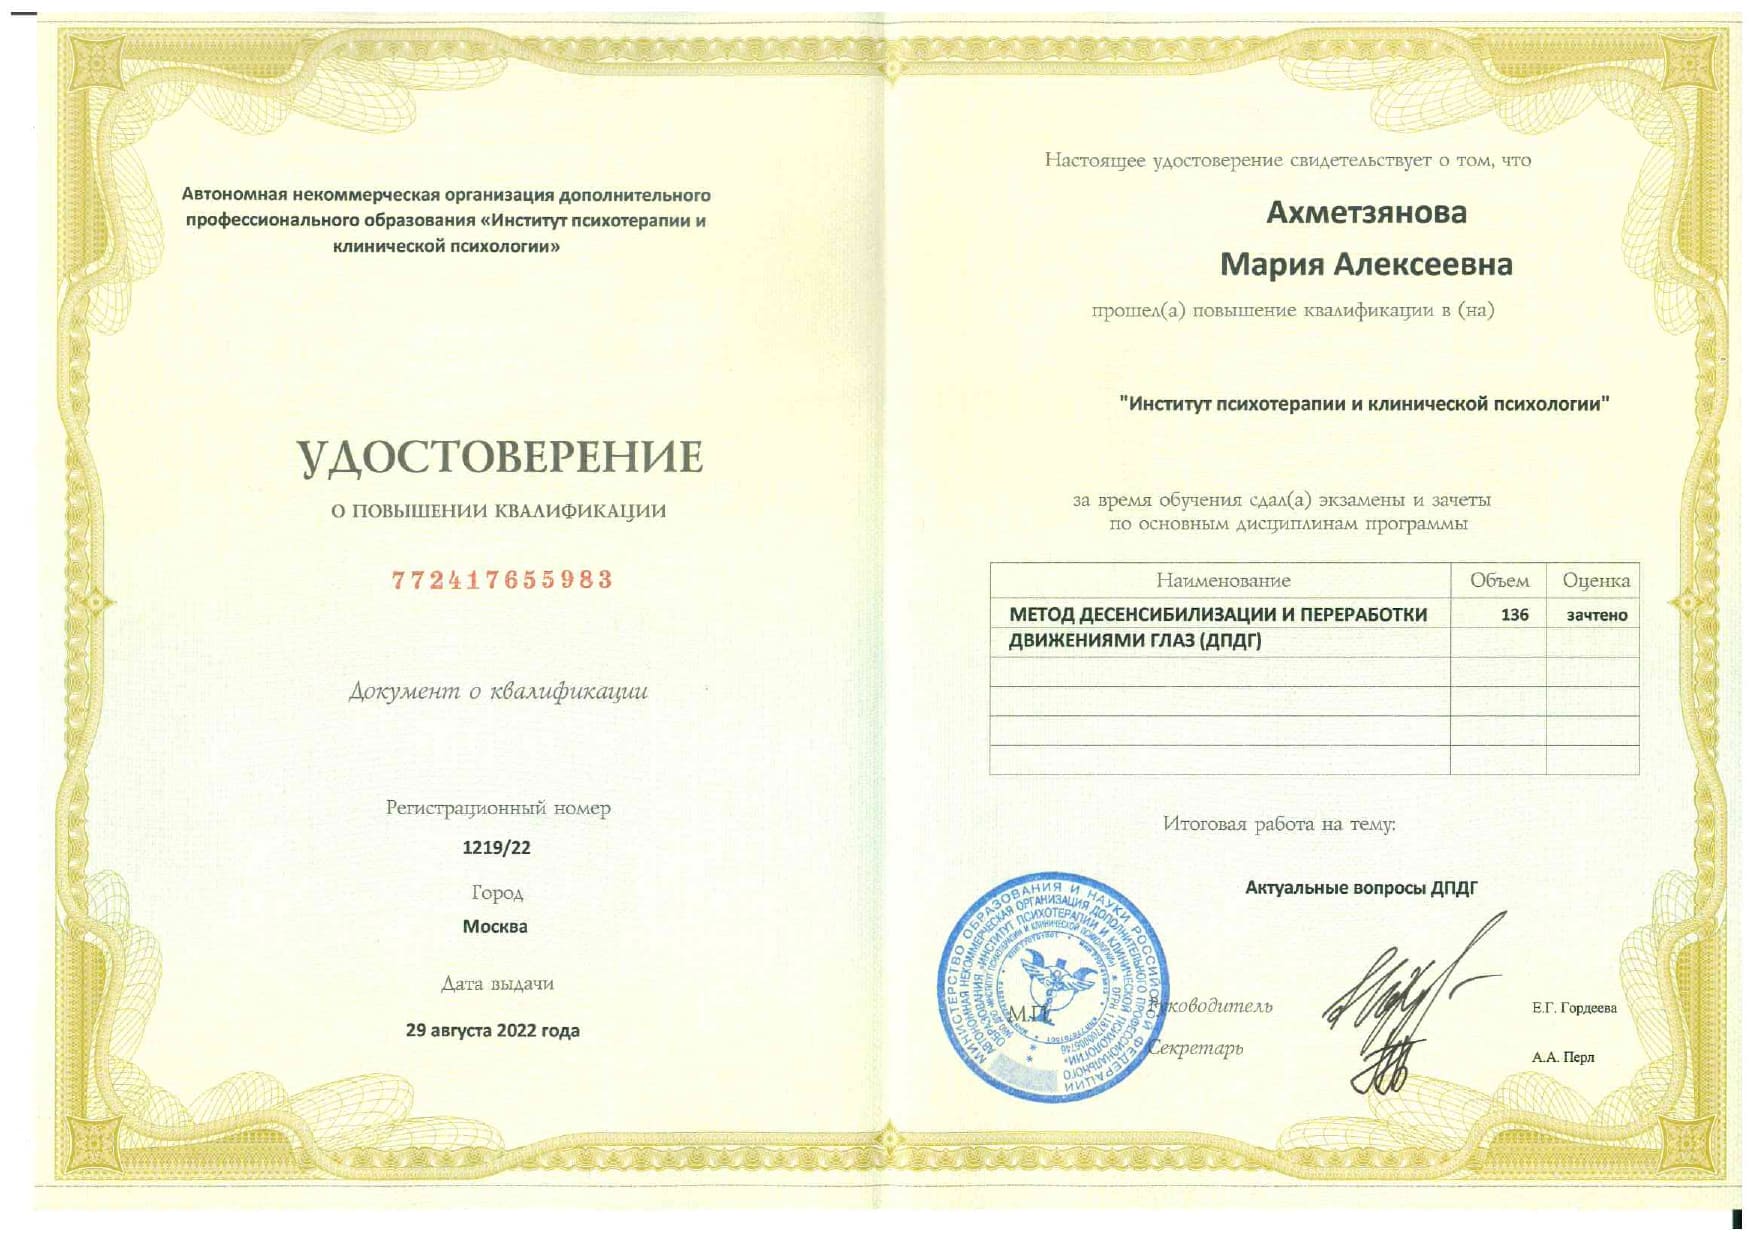 Автономная некоммерческая организация дополнительного
профессионального образования «Институт психотерапии и
клинической психологии»
УДОСТОВЕРЕНИЕ
О ПОВЫШЕНИИ КВАЛИФИКАЦИИ
772417655983
Документ о квалификации
Регистрационный номер
1219/22
Город
Москва
Дата выдачи
29 августа 2022 года
Настоящее удостоверение свидетельствует о том, что
Ахметзянова
Мария Алексеевна
прошел(а) повышение квалификации в (на)
"Институт психотерапии и клинической психологии"
за время обучения сдал(а) экзамены и зачеты
по основным дисциплинам программы
Наименование Объем Оценка
МЕТОД ДЕСЕНСИБИЛИЗАЦИИ И ПЕРЕРАБОТКИ 136 зачтено
ДВИЖЕНИЯМИ ГЛАЗ (ДПДГ)
Итоговая работа на тему:
Актуальные вопросы ДПДГ
МИНИСТЕРСТВО ОБРАЗОВАНИЯ И НАУКИ РОССИЙСКОЙ ФЕДЕРАЦИИ
АВТОНОМНАЯ НЕКОММЕРЧЕСКАЯ ОРГАНИЗАЦИЯ ДОПОЛНИТЕЛЬНОГО ПРОФЕССИОНАЛЬНОГО
ОБРАЗОВАНИЯ «ИНСТИТУТ ПСИХОТЕРАПИИ И КЛИНИЧЕСКОЙ ПСИХОЛОГИИ»
М.П.
Руководитель Е.Г. Гордеева
Секретарь А.А. Перл